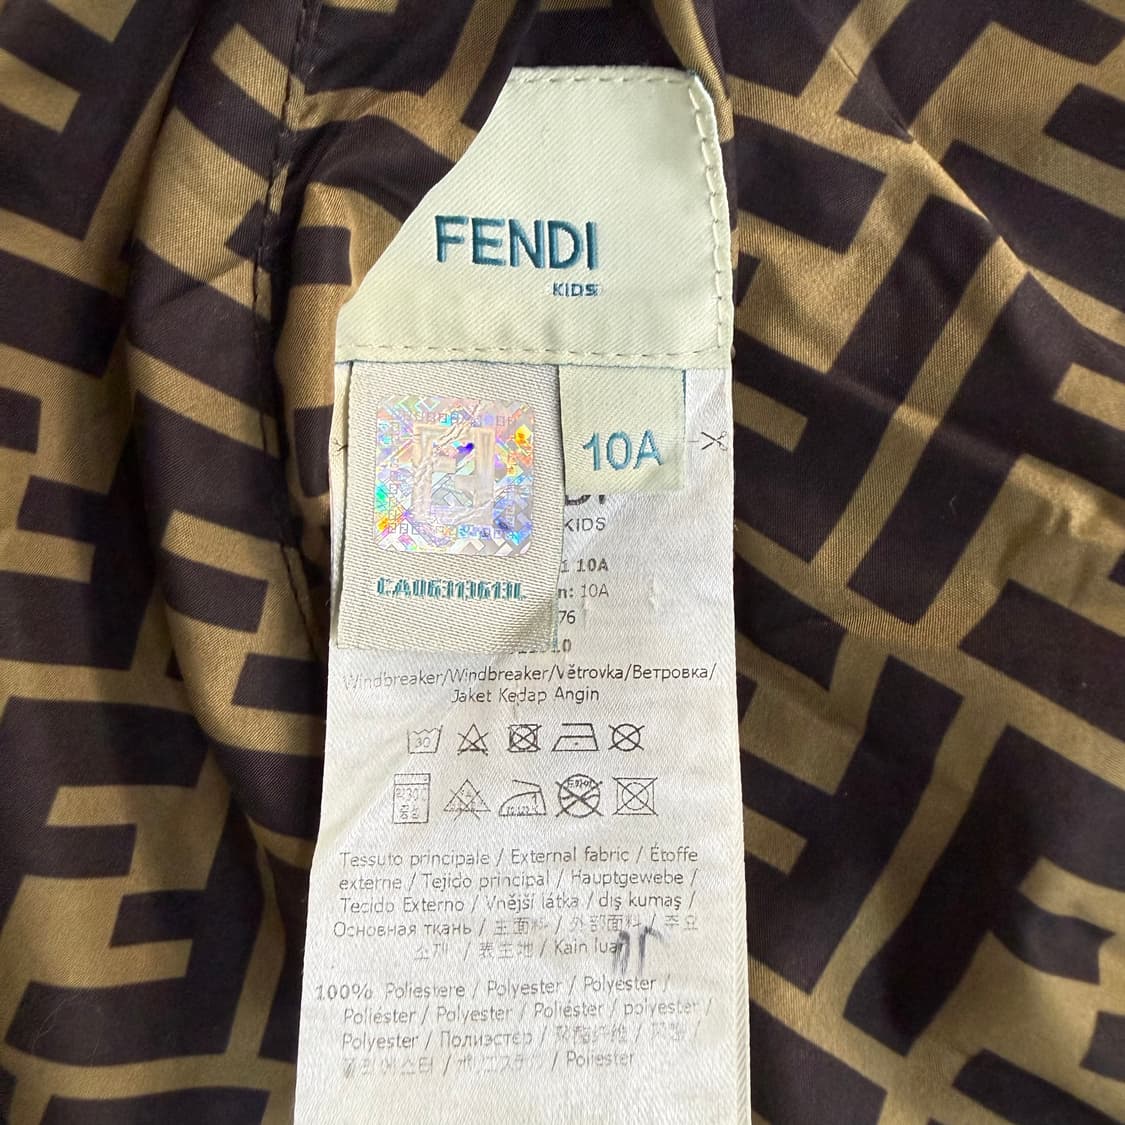 FENDI
KIDS
10A
KIDS
10A
10A
76
10
Windbreaker/Windbreaker/Větrovka/Ветровка/
Jaket Kedap Angin
30
Tessuto principale / External fabric / Étoffe
externe / Tejido principal / Hauptgewebe /
Tecido Externo / Vnější látka / dış kumaş /
Основная ткань / 主面料 / 外部面料 / 주요
소재 / 表生地 / Kain luar
100% Poliestere / Polyester / Polyester /
Poliéster / Polyester / Poliéster / polyester /
Polyester / Полиэстер / 聚酯纤维 /
폴리에스터 / ポリエステル / Poliester